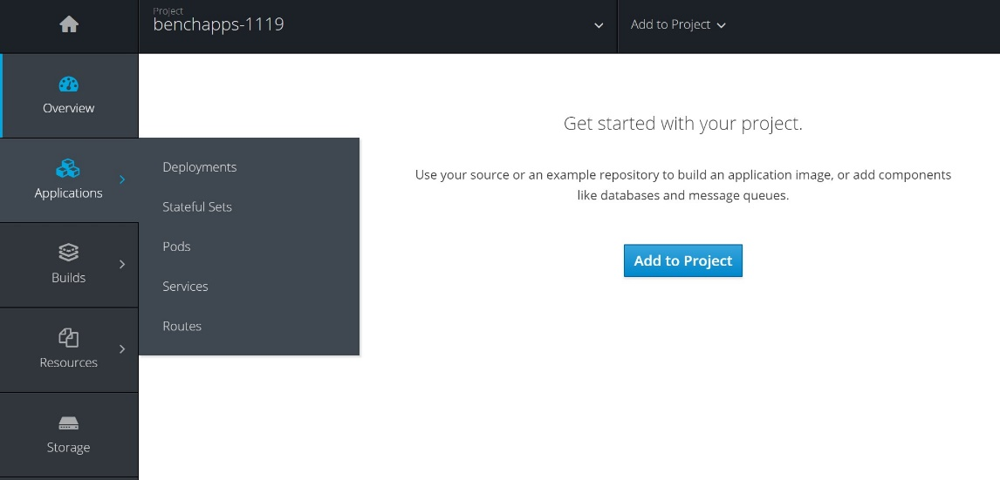 Project
benchapps-1119
Add to Project
Overview
Applications
Deployments
Stateful Sets
Pods
Services
Routes
Builds
Resources
Storage
Get started with your project.
Use your source or an example repository to build an application image, or add components
like databases and message queues.
Add to Project